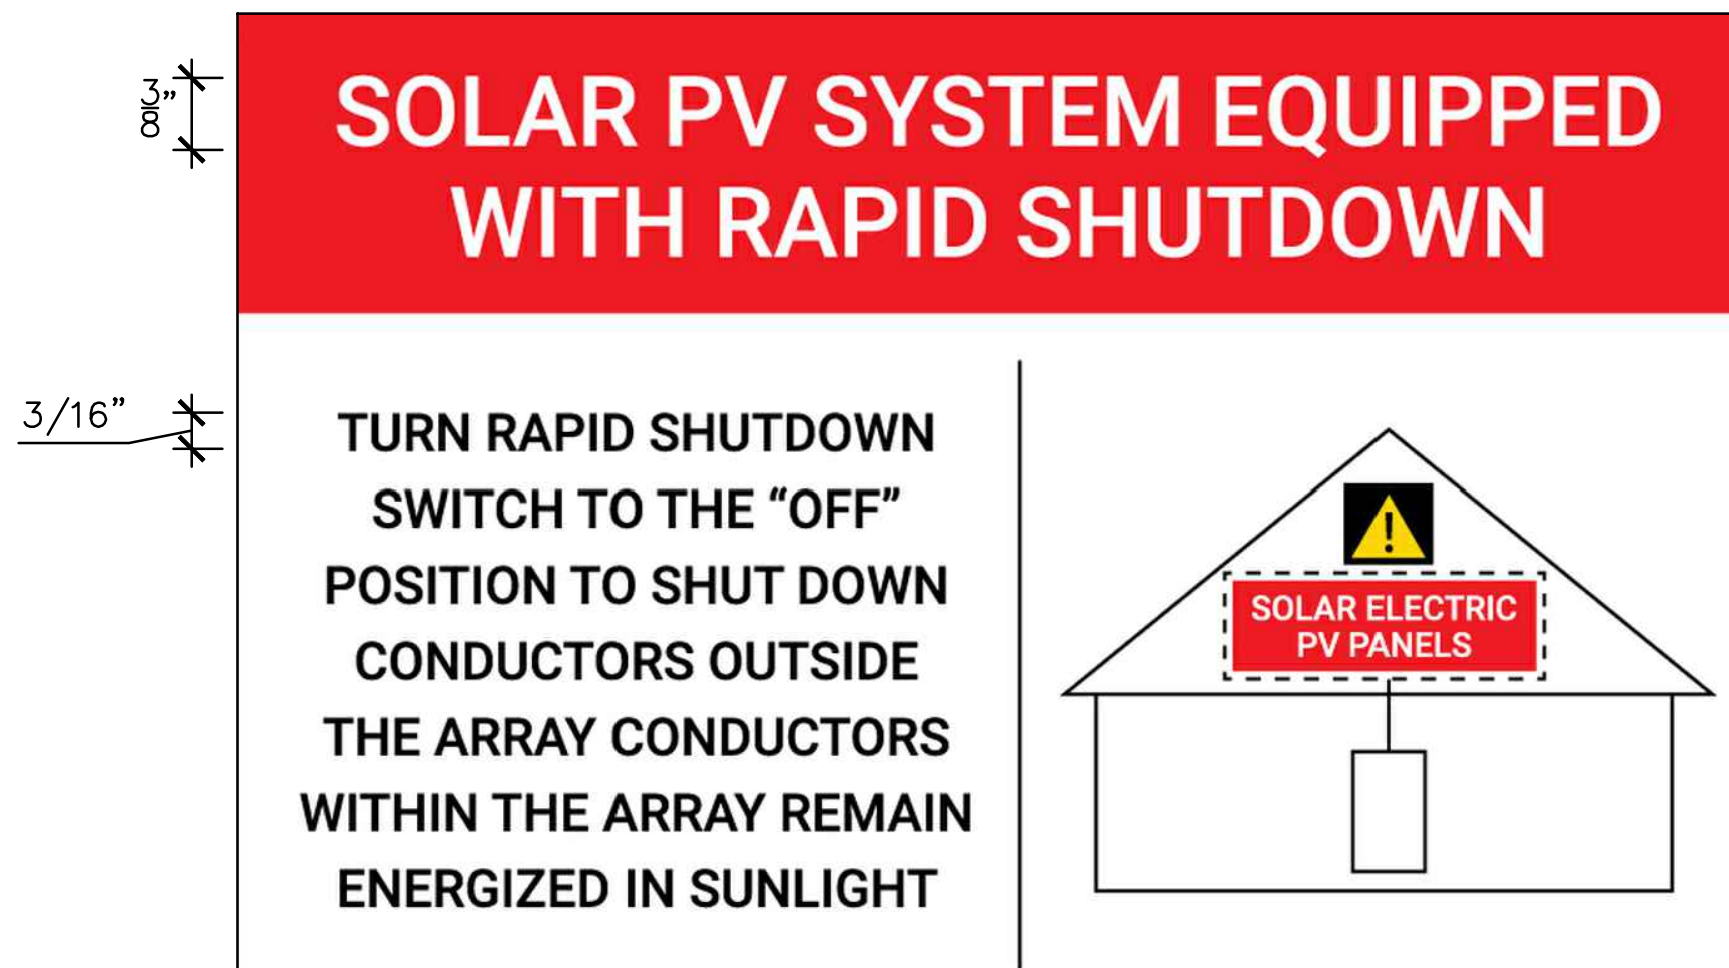 3/8"
SOLAR PV SYSTEM EQUIPPED
WITH RAPID SHUTDOWN
3/16”
TURN RAPID SHUTDOWN
SWITCH TO THE “OFF”
POSITION TO SHUT DOWN
CONDUCTORS OUTSIDE
THE ARRAY CONDUCTORS
WITHIN THE ARRAY REMAIN
ENERGIZED IN SUNLIGHT
!
SOLAR ELECTRIC
PV PANELS